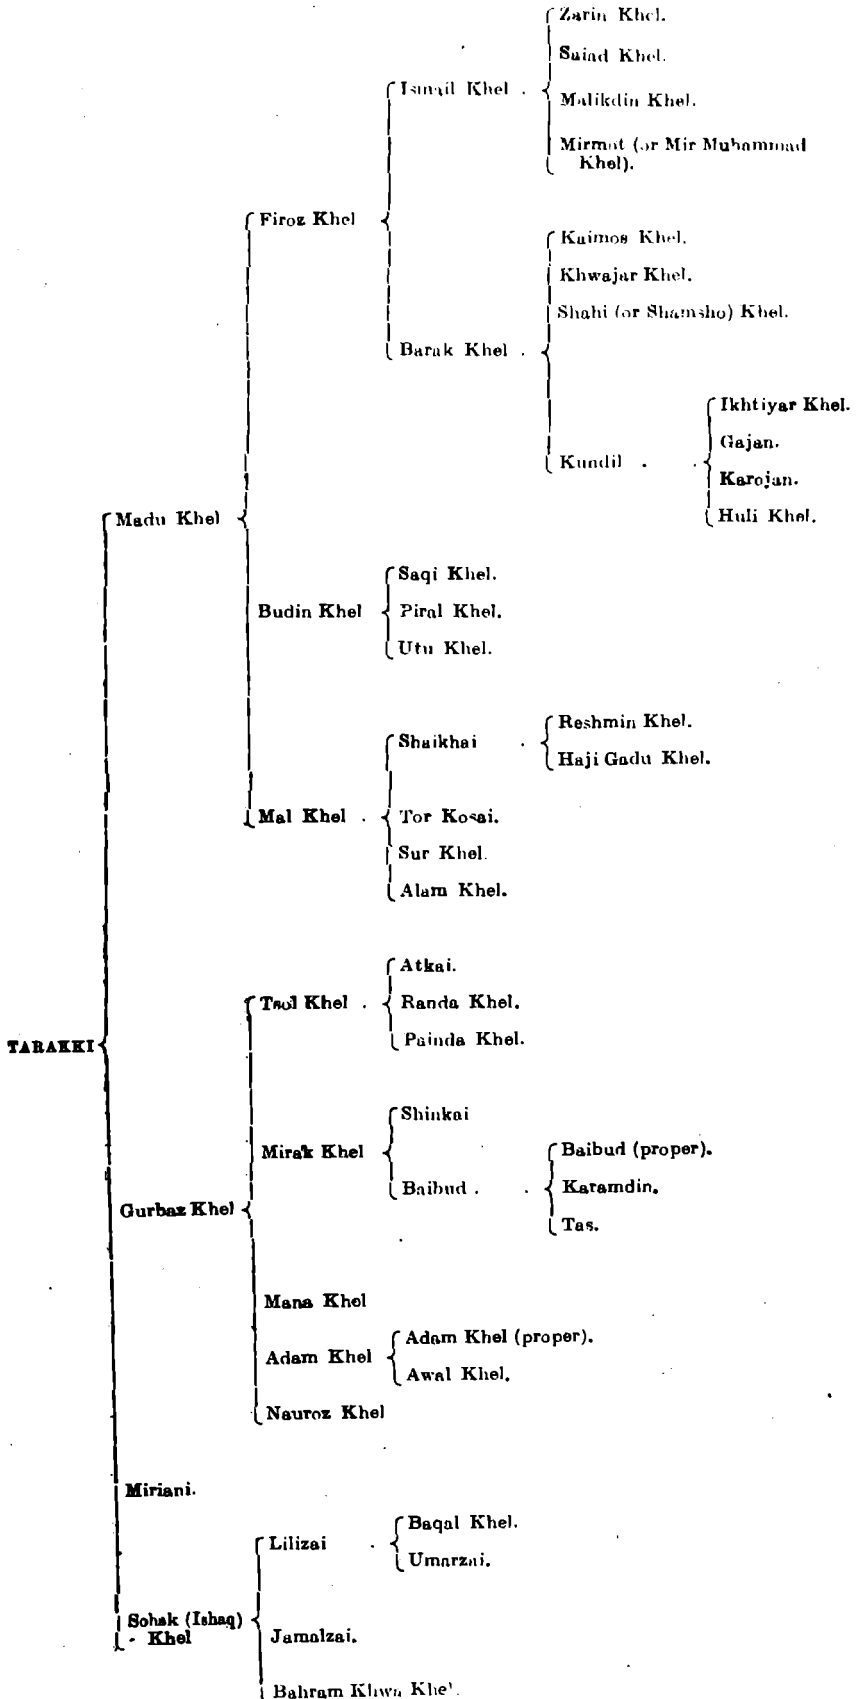 Zarin Khel.
Saiad Khel.
Ismail Khel .
Malikdin Khel.
Mirmat (or Mir Muhammad
Khel).
Firoz Khel
Kaimos Khel.
Khwajar Khel.
Shahi (or Shamsho) Khel.
Barak Khel .
Ikhtiyar Khel.
Gajan.
Kundil . .
Karojan.
Huli Khel.
Madu Khel
Saqi Khel.
Budin Khel
Piral Khel.
Utu Khel.
Shaikhai .
Reshmin Khel.
Haji Gadu Khel.
Mal Khel .
Tor Kosai.
Sur Khel.
Alam Khel.
Atkai.
Tsol Khel .
Randa Khel.
Painda Khel.
TARAKKI
Shinkai
Mirak Khel
Baibud (proper).
Baibud . .
Karamdin.
Tas.
Gurbaz Khel
Mana Khel
Adam Khel
Adam Khel (proper).
Awal Khel.
Nauroz Khel
Miriani.
Lilizai .
Baqal Khel.
Umarzai.
Sohak (Ishaq)
Khel
Jamalzai.
Bahram Khwa Khel.